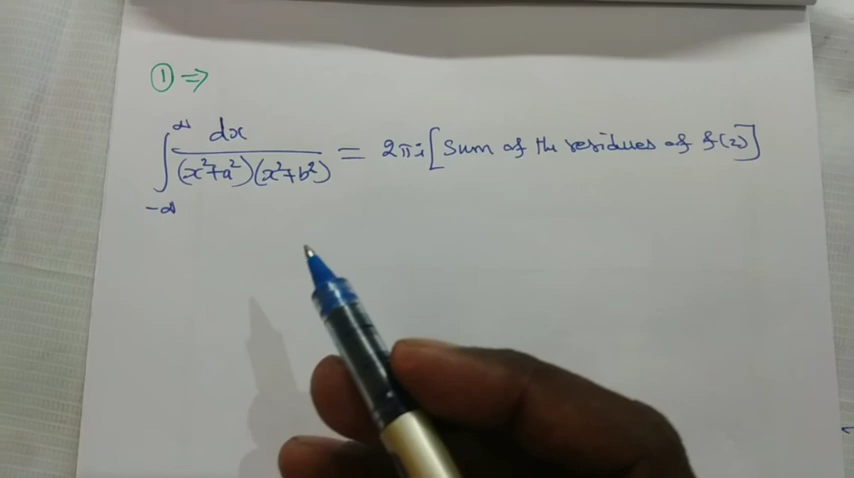 ① ⇒
∫_{-∞}^{∞} dx / (x²+a²)(x²+b²) = 2πi [Sum of the residues of f(z)]